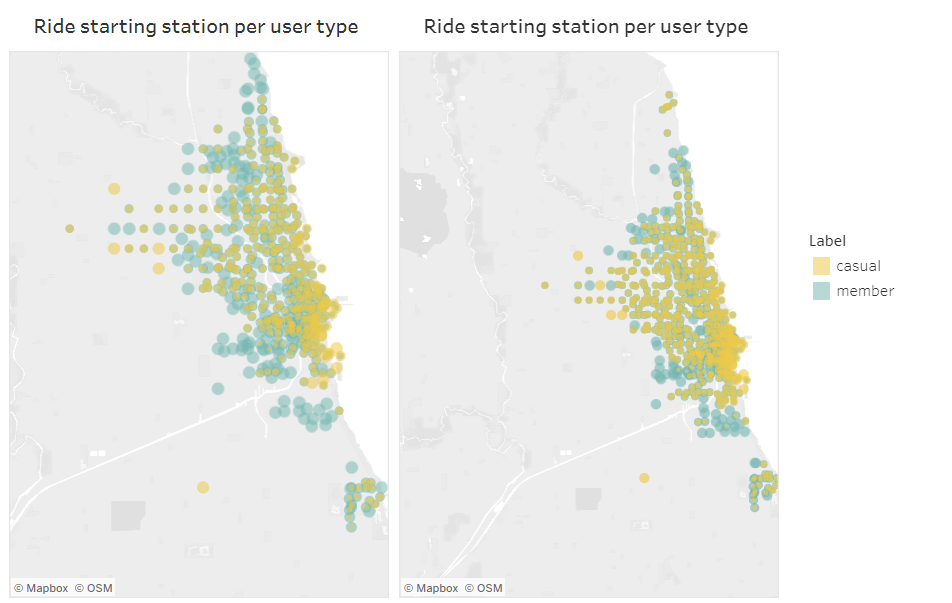 Ride starting station per user type
Ride starting station per user type
Label
casual
member
© Mapbox © OSM
© Mapbox © OSM